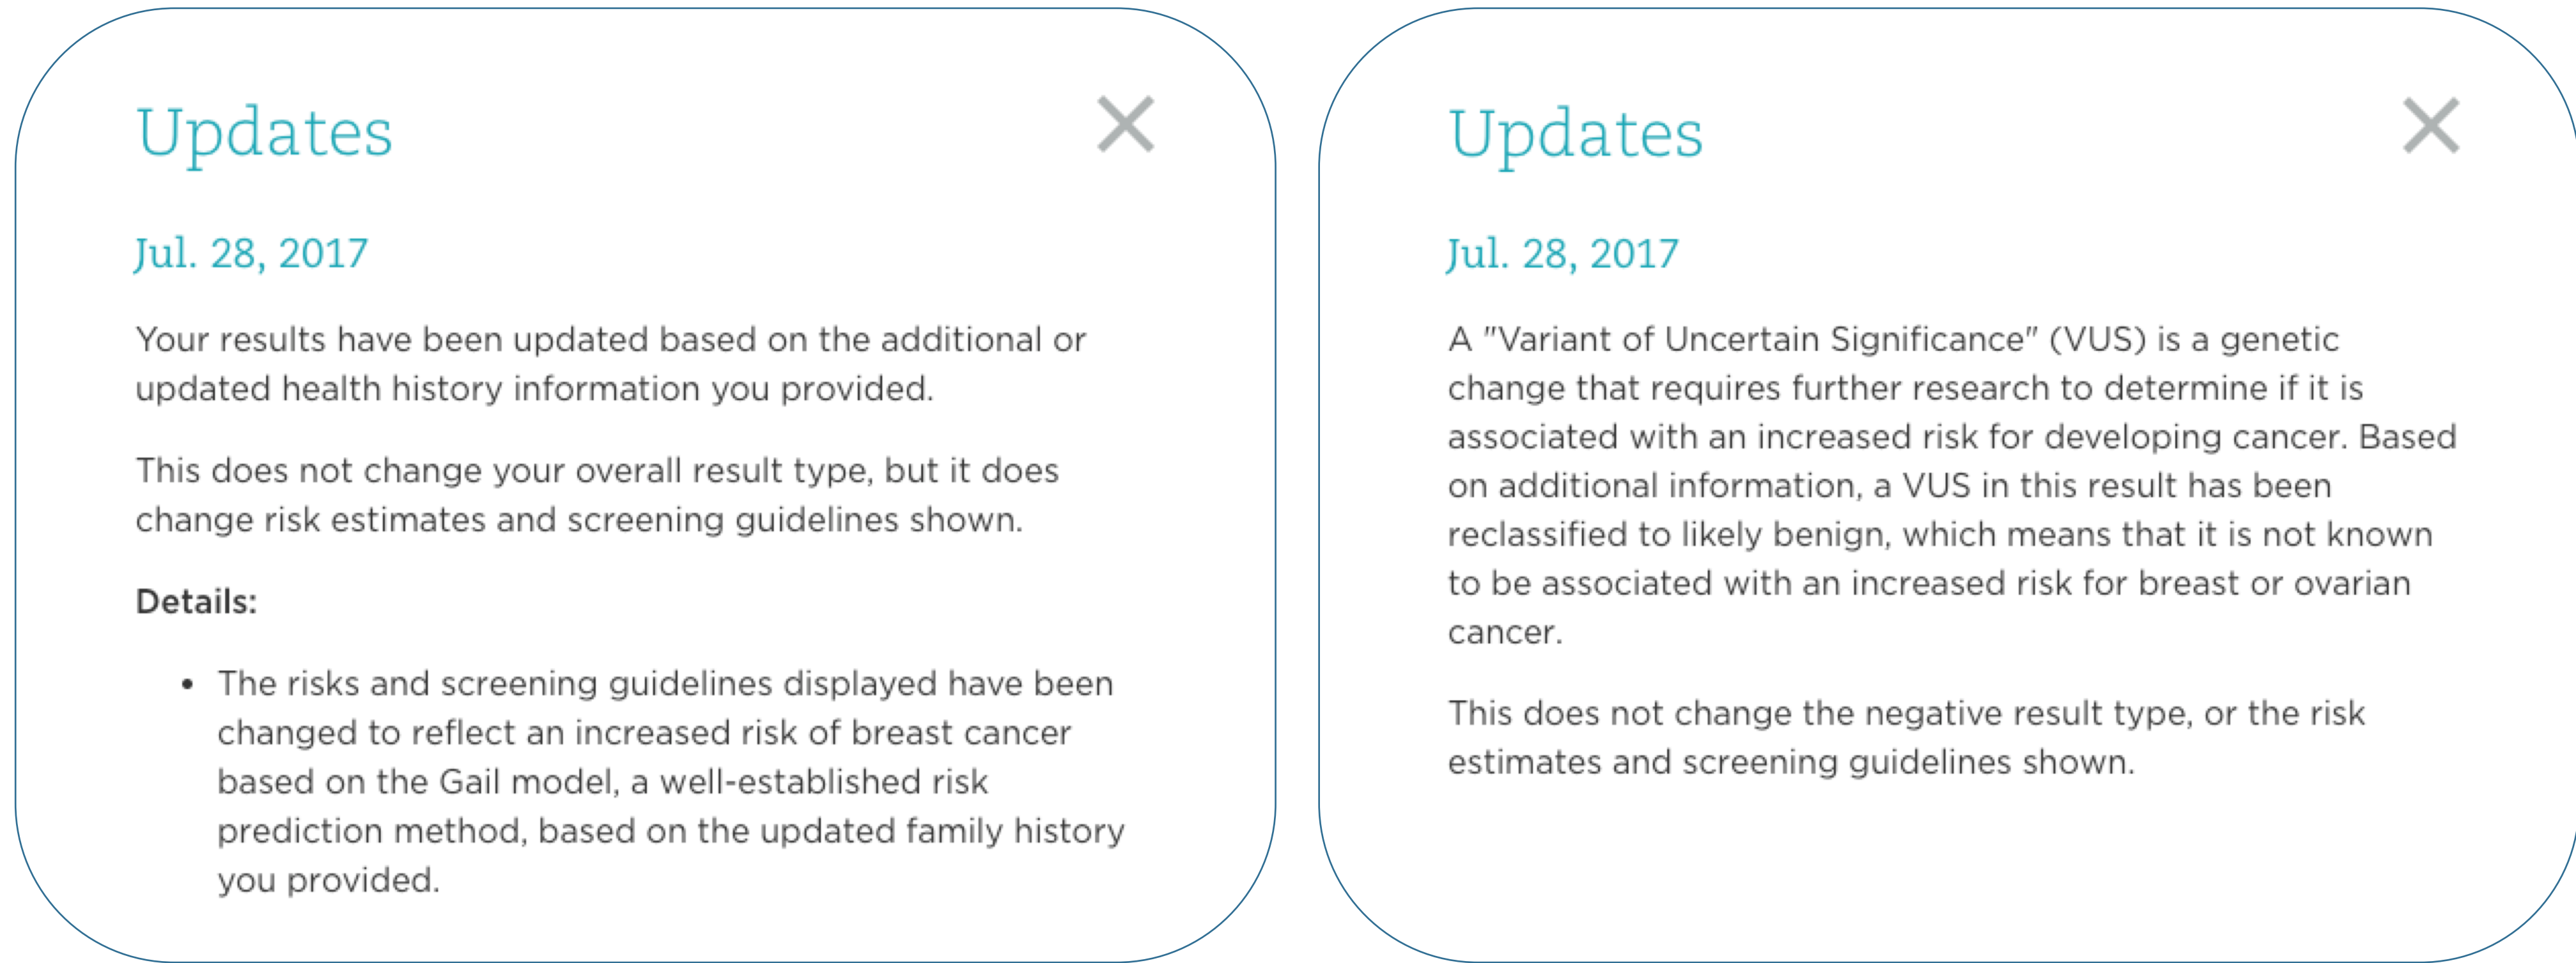 Updates
Jul. 28, 2017
Your results have been updated based on the additional or
updated health history information you provided.
This does not change your overall result type, but it does
change risk estimates and screening guidelines shown.
Details:
• The risks and screening guidelines displayed have been
changed to reflect an increased risk of breast cancer
based on the Gail model, a well-established risk
prediction method, based on the updated family history
you provided.
Updates
Jul. 28, 2017
A "Variant of Uncertain Significance" (VUS) is a genetic
change that requires further research to determine if it is
associated with an increased risk for developing cancer. Based
on additional information, a VUS in this result has been
reclassified to likely benign, which means that it is not known
to be associated with an increased risk for breast or ovarian
cancer.
This does not change the negative result type, or the risk
estimates and screening guidelines shown.